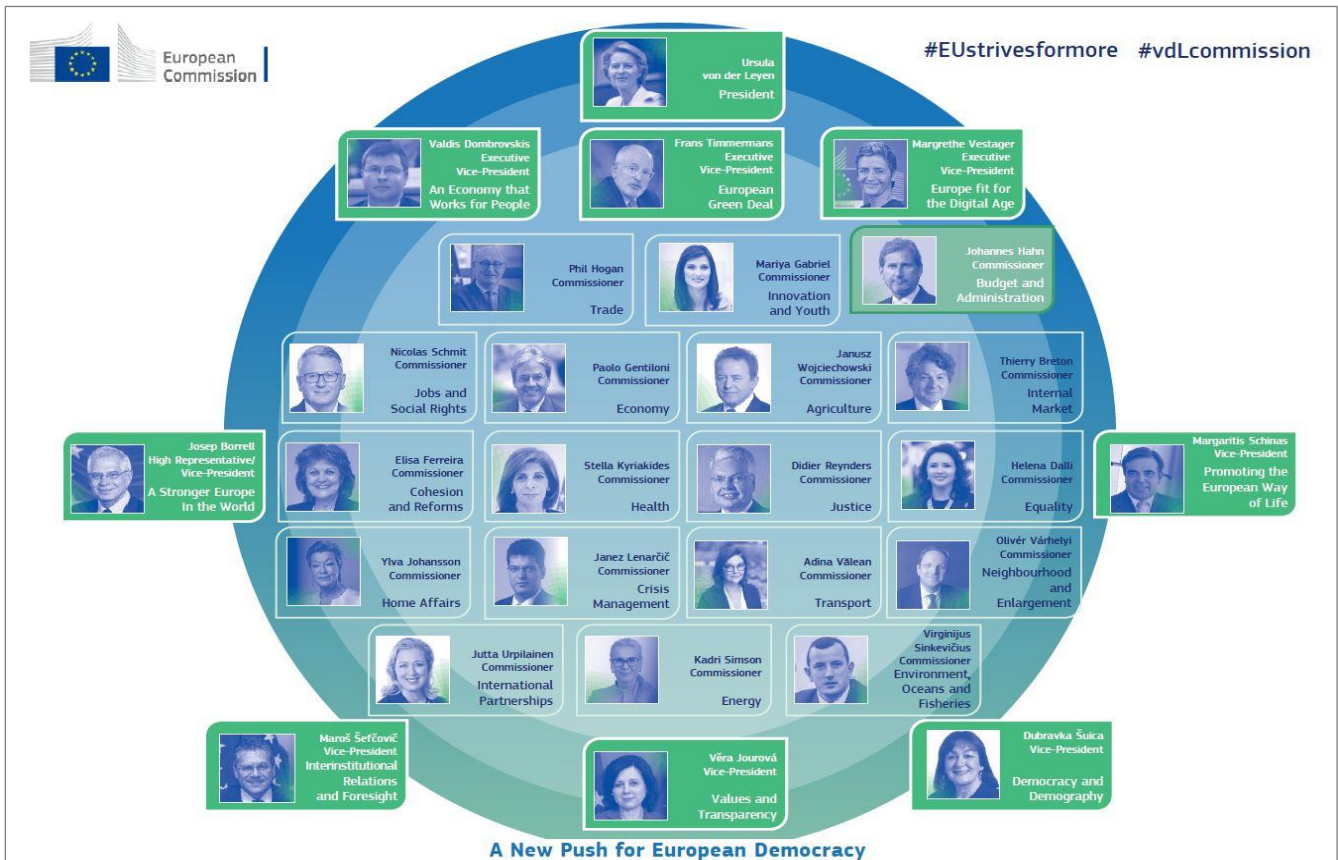 European
Commission
#EUstrivesformore #vdLcommission
Ursula
von der Leyen
President
Valdis Dombrovskis
Executive
Vice-President
An Economy that
Works for People
Frans Timmermans
Executive
Vice-President
European
Green Deal
Margrethe Vestager
Executive
Vice-President
Europe fit for
the Digital Age
Phil Hogan
Commissioner
Trade
Mariya Gabriel
Commissioner
Innovation
and Youth
Johannes Hahn
Commissioner
Budget and
Administration
Nicolas Schmit
Commissioner
Jobs and
Social Rights
Paolo Gentiloni
Commissioner
Economy
Janusz
Wojciechowski
Commissioner
Agriculture
Thierry Breton
Commissioner
Internal
Market
Josep Borrell
High Representative/
Vice-President
A Stronger Europe
In the World
Elisa Ferreira
Commissioner
Cohesion
and Reforms
Stella Kyriakides
Commissioner
Health
Didier Reynders
Commissioner
Justice
Helena Dalli
Commissioner
Equality
Margaritis Schinas
Vice-President
Promoting the
European Way
of Life
Ylva Johansson
Commissioner
Home Affairs
Janez Lenarčič
Commissioner
Crisis
Management
Adina Vălean
Commissioner
Transport
Olivér Várhelyi
Commissioner
Neighbourhood
and
Enlargement
Jutta Urpilainen
Commissioner
International
Partnerships
Kadri Simson
Commissioner
Energy
Virginijus
Sinkevičius
Commissioner
Environment,
Oceans and
Fisheries
Maroš Šefčovič
Vice-President
Interinstitutional
Relations
and Foresight
Věra Jourová
Vice-President
Values and
Transparency
Dubravka Šuica
Vice-President
Democracy and
Demography
A New Push for European Democracy